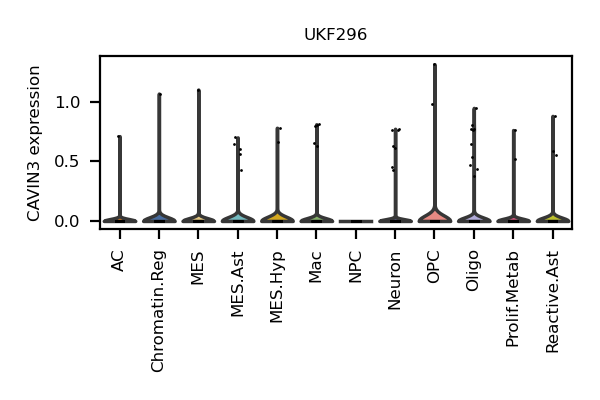 UKF296
CAVIN3 expression
1.0
0.5
0.0
AC
Chromatin.Reg
MES
MES.Ast
MES.Hyp
Mac
NPC
Neuron
OPC
Oligo
Prolif.Metab
Reactive.Ast